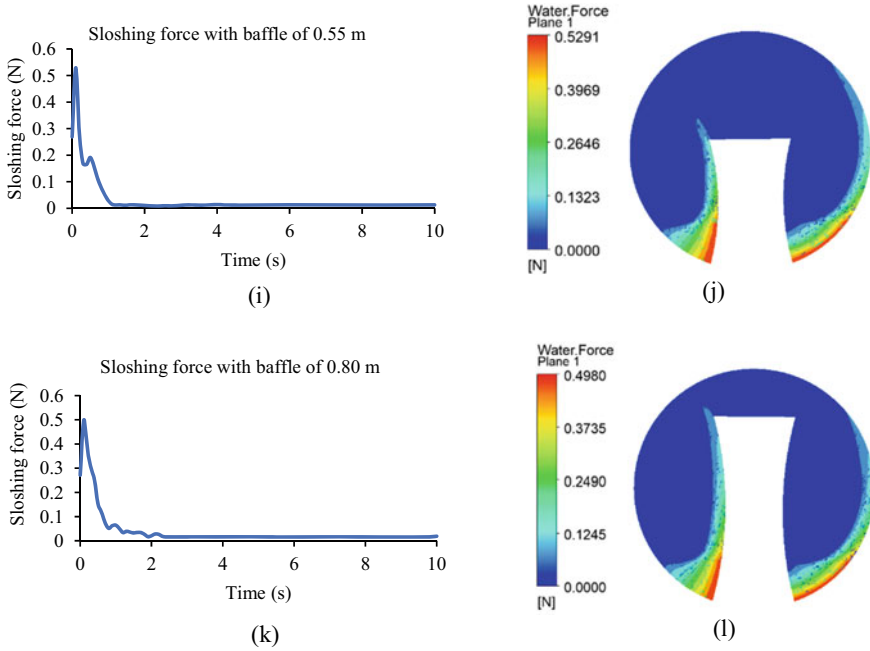 Sloshing force with baffle of 0.55 m
Sloshing force (N)
0.6
0.5
0.4
0.3
0.2
0.1
0
0 2 4 6 8 10
Time (s)
(i)
Water.Force
Plane 1
0.5291
0.3969
0.2646
0.1323
0.0000
[N]
(j)
Sloshing force with baffle of 0.80 m
Sloshing force (N)
0.6
0.5
0.4
0.3
0.2
0.1
0
0 2 4 6 8 10
Time (s)
(k)
Water.Force
Plane 1
0.4980
0.3735
0.2490
0.1245
0.0000
[N]
(l)